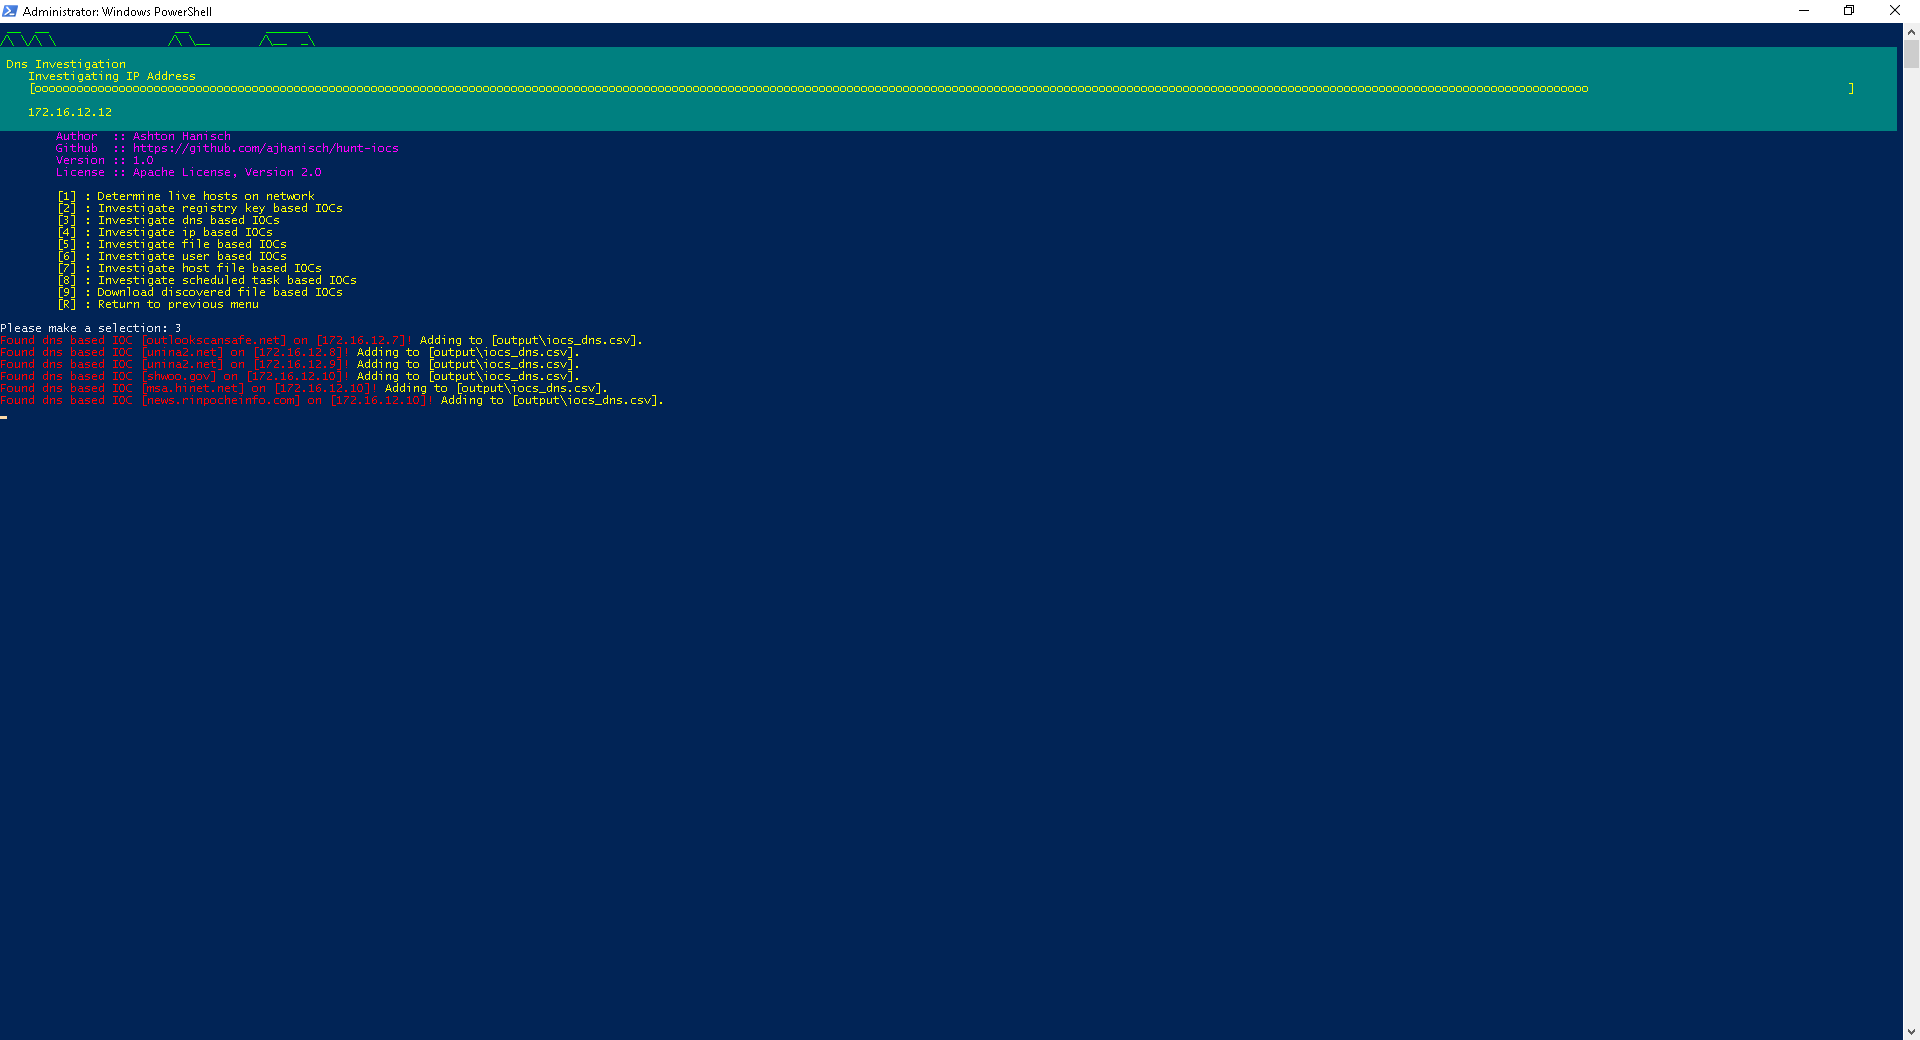 Administrator: Windows PowerShell
Dns Investigation
Investigating IP Address
[oooooooooooooooooooooooooooooooooooooooooooooooooooooooooooooooooooooooooooooooooooooooooooooooooooooooooooooooooooooooooooooooooooooooooooooooooooooooooooooooooooooooooooooooooooooooooooooooooooooooooooooooooooooooooooooo ]
172.16.12.12
Author :: Ashton Hanisch
Github :: https://github.com/ajhanisch/hunt-iocs
Version :: 1.0
License :: Apache License, Version 2.0
[1] : Determine live hosts on network
[2] : Investigate registry key based IOCs
[3] : Investigate dns based IOCs
[4] : Investigate ip based IOCs
[5] : Investigate file based IOCs
[6] : Investigate user based IOCs
[7] : Investigate host file based IOCs
[8] : Investigate scheduled task based IOCs
[9] : Download discovered file based IOCs
[R] : Return to previous menu
Please make a selection: 3
Found dns based IOC [outlookscansafe.net] on [172.16.12.7]! Adding to [output\iocs_dns.csv].
Found dns based IOC [unina2.net] on [172.16.12.8]! Adding to [output\iocs_dns.csv].
Found dns based IOC [unina2.net] on [172.16.12.9]! Adding to [output\iocs_dns.csv].
Found dns based IOC [shwoo.gov] on [172.16.12.10]! Adding to [output\iocs_dns.csv].
Found dns based IOC [msa.hinet.net] on [172.16.12.10]! Adding to [output\iocs_dns.csv].
Found dns based IOC [news.rinpocheinfo.com] on [172.16.12.10]! Adding to [output\iocs_dns.csv].